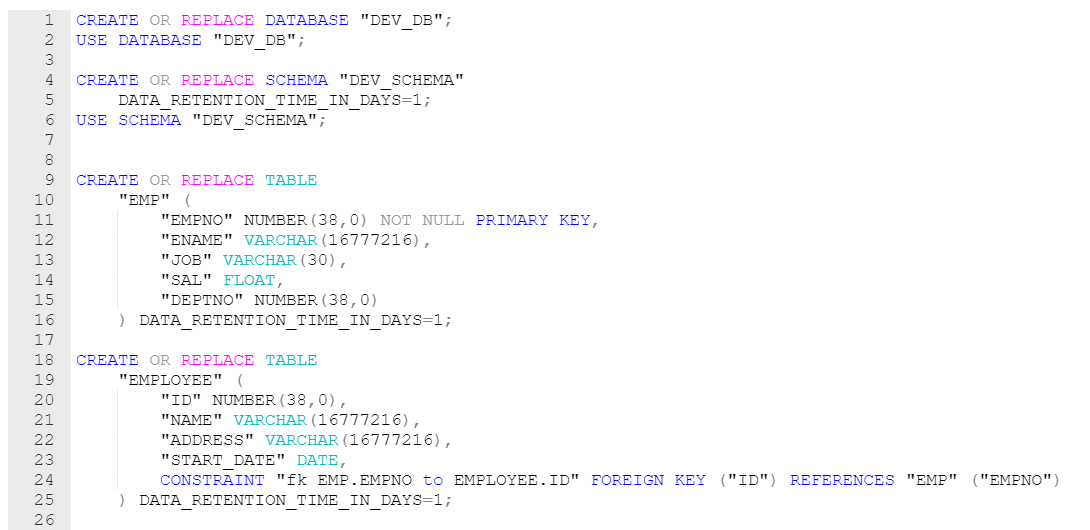 1 CREATE OR REPLACE DATABASE "DEV_DB";
2 USE DATABASE "DEV_DB";
3
4 CREATE OR REPLACE SCHEMA "DEV_SCHEMA"
5 DATA_RETENTION_TIME_IN_DAYS=1;
6 USE SCHEMA "DEV_SCHEMA";
7
8
9 CREATE OR REPLACE TABLE
10 "EMP" (
11 "EMPNO" NUMBER(38,0) NOT NULL PRIMARY KEY,
12 "ENAME" VARCHAR(16777216),
13 "JOB" VARCHAR(30),
14 "SAL" FLOAT,
15 "DEPTNO" NUMBER(38,0)
16 ) DATA_RETENTION_TIME_IN_DAYS=1;
17
18 CREATE OR REPLACE TABLE
19 "EMPLOYEE" (
20 "ID" NUMBER(38,0),
21 "NAME" VARCHAR(16777216),
22 "ADDRESS" VARCHAR(16777216),
23 "START_DATE" DATE,
24 CONSTRAINT "fk EMP.EMPNO to EMPLOYEE.ID" FOREIGN KEY ("ID") REFERENCES "EMP" ("EMPNO")
25 ) DATA_RETENTION_TIME_IN_DAYS=1;
26